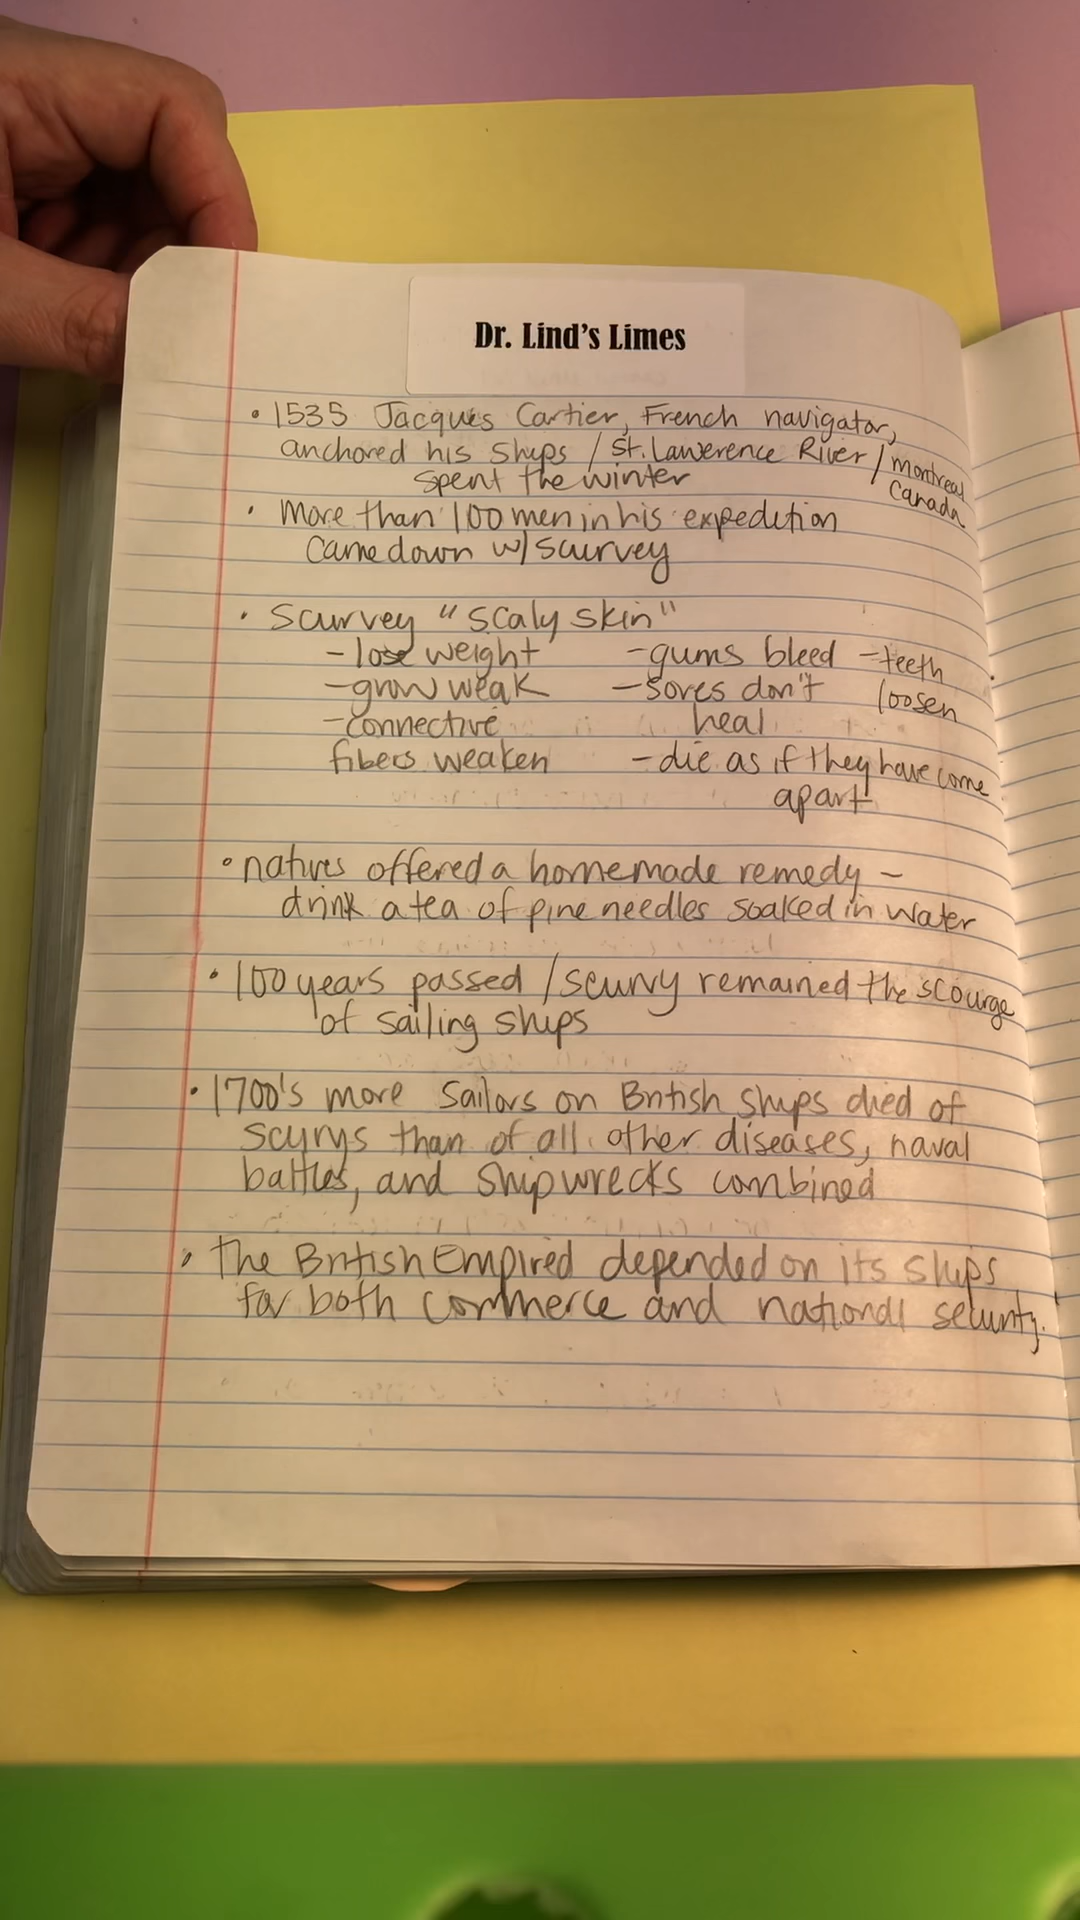 Dr. Lind's Limes
• 1535 Jacques Cartier, French navigator,
anchored his ships / St. Lawerence River / montreal
Canada
spent the winter
• More than 100 men in his expedition
came down w/ scurvey
• Scurvey "scaly skin"
- lose weight - gums bleed - teeth
- grow weak - sores don't loosen
- connective heal
fibers weaken - die as if they have come
apart
• natives offered a homemade remedy -
drink a tea of pine needles soaked in water
• 100 years passed / scurvy remained the scourge
of sailing ships
• 1700's more sailors on British ships died of
scurvys than of all other diseases, naval
battles, and shipwrecks combined
• The British Empired depended on its ships
for both commerce and national security.